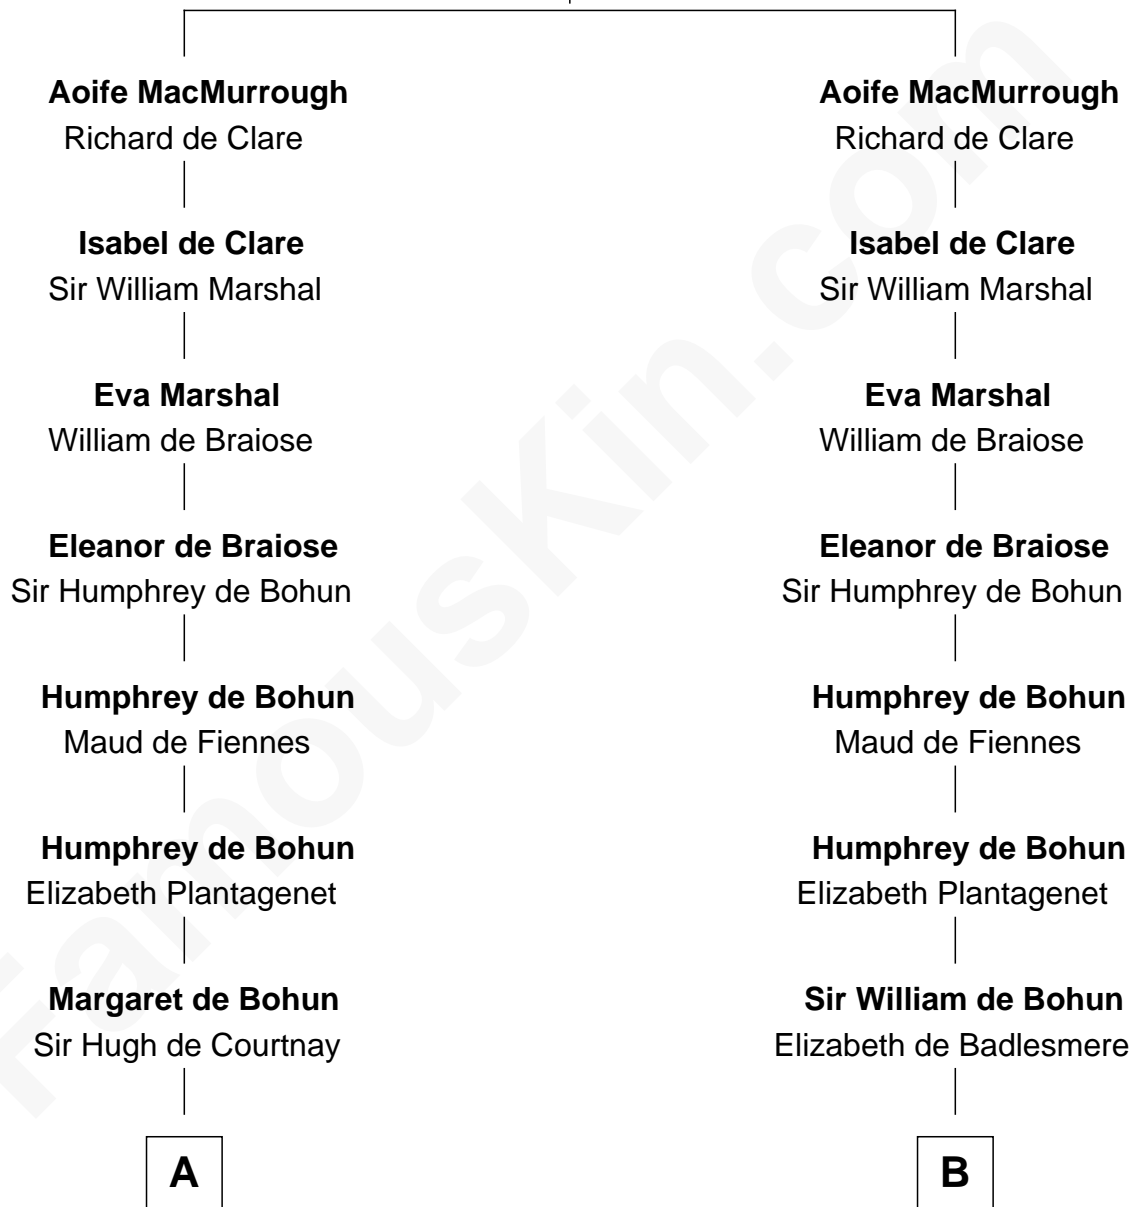 Aoife MacMurrough
Richard de Clare
Isabel de Clare
Sir William Marshal
Eva Marshal
William de Braiose
Eleanor de Braiose
Sir Humphrey de Bohun
Humphrey de Bohun
Maud de Fiennes
Humphrey de Bohun
Elizabeth Plantagenet
Margaret de Bohun
Sir Hugh de Courtnay
A
Aoife MacMurrough
Richard de Clare
Isabel de Clare
Sir William Marshal
Eva Marshal
William de Braiose
Eleanor de Braiose
Sir Humphrey de Bohun
Humphrey de Bohun
Maud de Fiennes
Humphrey de Bohun
Elizabeth Plantagenet
Sir William de Bohun
Elizabeth de Badlesmere
B
FamousKin.com